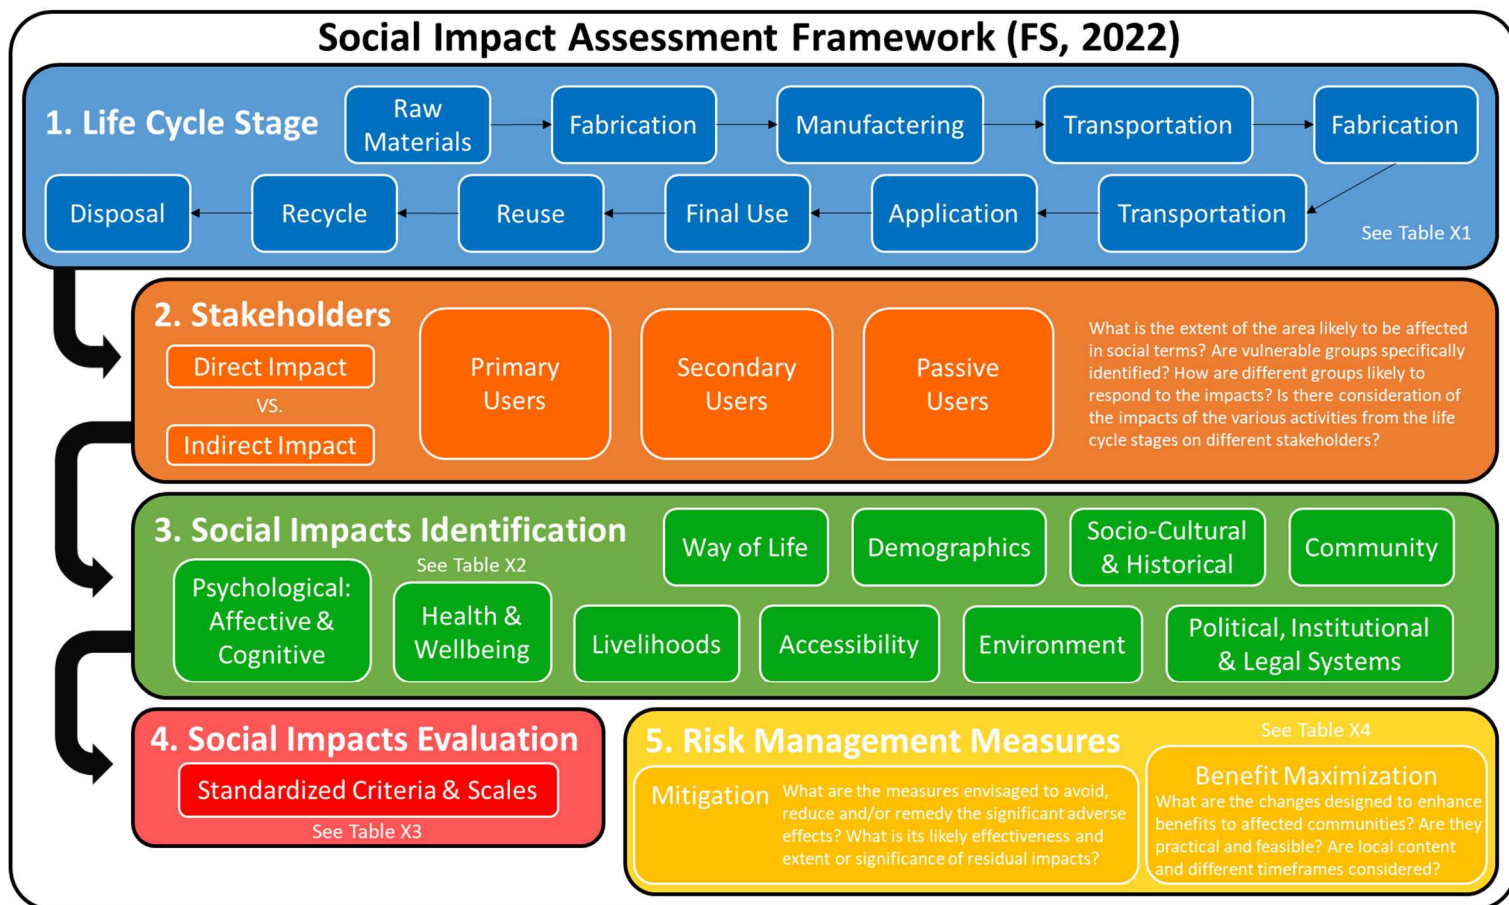 Social Impact Assessment Framework (FS, 2022)
1. Life Cycle Stage
Raw
Materials
Fabrication
Manufactering
Transportation
Fabrication
Disposal
Recycle
Reuse
Final Use
Application
Transportation
See Table X1
2. Stakeholders
Direct Impact
VS.
Indirect Impact
Primary
Users
Secondary
Users
Passive
Users
What is the extent of the area likely to be affected
in social terms? Are vulnerable groups specifically
identified? How are different groups likely to
respond to the impacts? Is there consideration of
the impacts of the various activities from the life
cycle stages on different stakeholders?
3. Social Impacts Identification
See Table X2
Psychological:
Affective &
Cognitive
Health &
Wellbeing
Way of Life
Demographics
Socio-Cultural
& Historical
Community
Livelihoods
Accessibility
Environment
Political, Institutional
& Legal Systems
4. Social Impacts Evaluation
Standardized Criteria & Scales
See Table X3
5. Risk Management Measures
See Table X4
Mitigation
What are the measures envisaged to avoid,
reduce and/or remedy the significant adverse
effects? What is its likely effectiveness and
extent or significance of residual impacts?
Benefit Maximization
What are the changes designed to enhance
benefits to affected communities? Are they
practical and feasible? Are local content
and different timeframes considered?